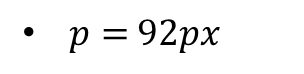 • p = 92px